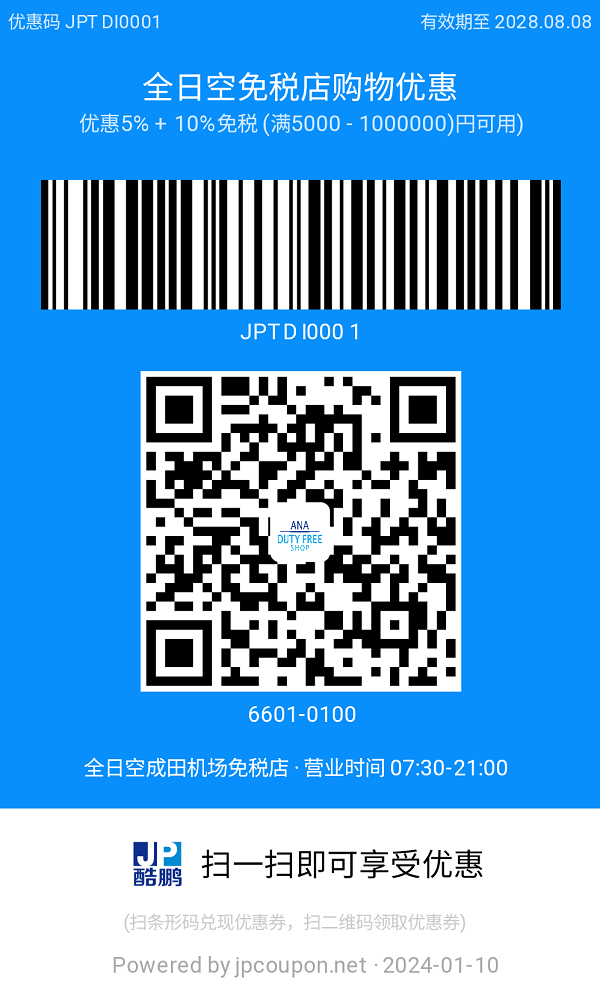 优惠码 JPT DI0001
有效期至 2028.08.08
全日空免税店购物优惠
优惠5% + 10%免税 (满5000 - 1000000)円可用)
JPT D I000 1
ANA
DUTY FREE
SHOP
6601-0100
全日空成田机场免税店 · 营业时间 07:30-21:00
JP
酷鹏
扫一扫即可享受优惠
(扫条形码兑现优惠券，扫二维码领取优惠券)
Powered by jpcoupon.net · 2024-01-10